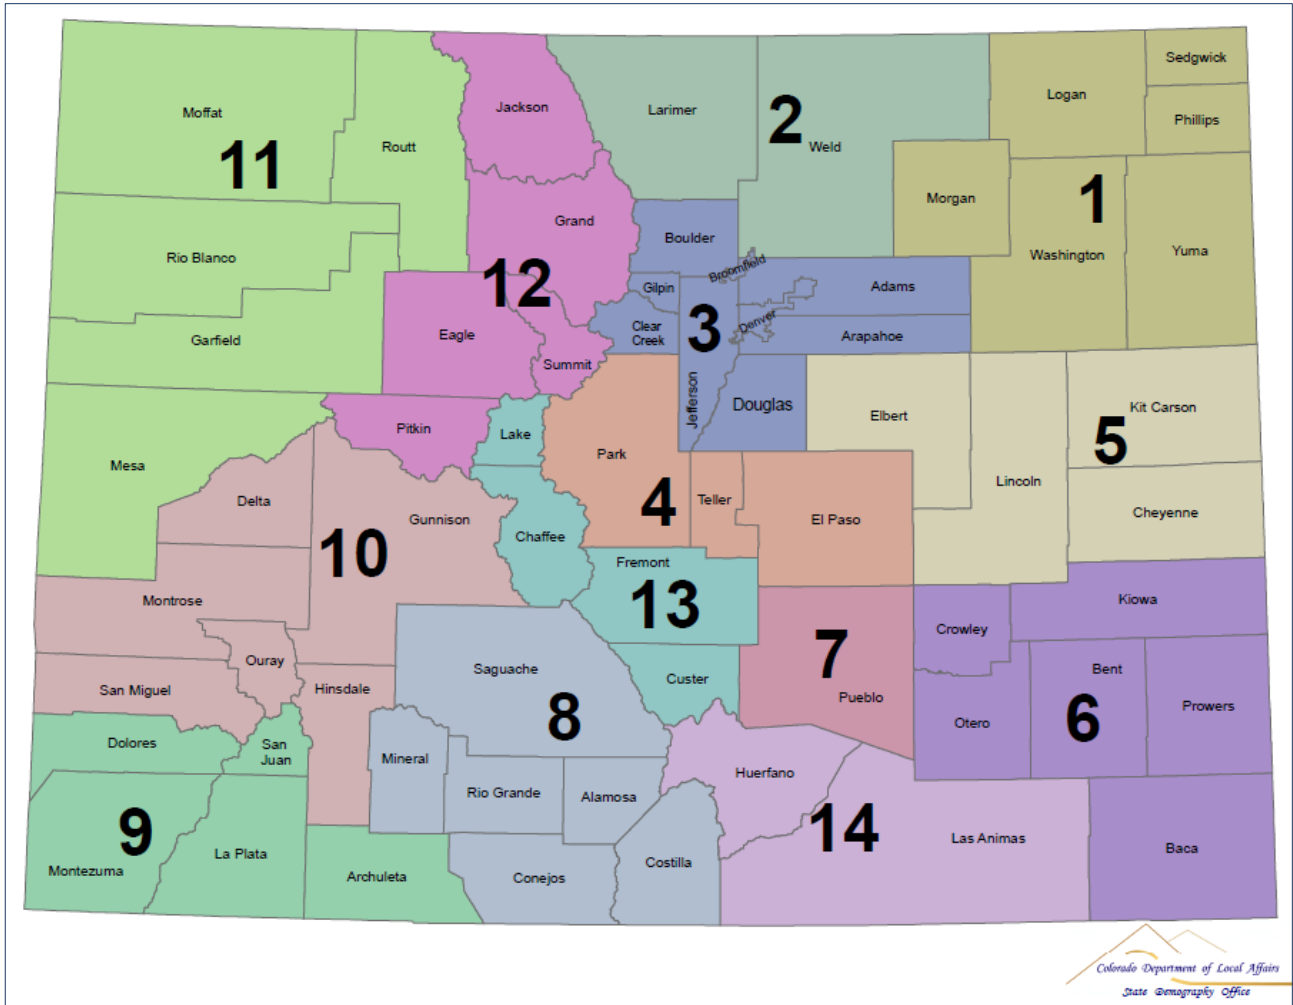 Sedgwick
Logan
Jackson
Larimer
Moffat
2
Phillips
Routt
Weld
11
Morgan
1
Grand
Boulder
Yuma
Washington
Rio Blanco
Broomfield
12
Gilpin
Adams
Denver
Clear
Creek
3
Eagle
Arapahoe
Garfield
Summit
Jefferson
Douglas
Kit Carson
Elbert
Pitkin
Lake
5
Park
Mesa
Lincoln
Delta
4
Teller
Cheyenne
Gunnison
El Paso
Chaffee
10
Fremont
Montrose
13
Kiowa
Crowley
7
Ouray
Saguache
Bent
Custer
Hinsdale
San Miguel
Pueblo
Prowers
8
6
Otero
Dolores
San
Juan
Mineral
Huerfano
Rio Grande
Alamosa
9
14
Las Animas
La Plata
Baca
Costilla
Montezuma
Archuleta
Conejos
Colorado Department of Local Affairs
State Demography Office